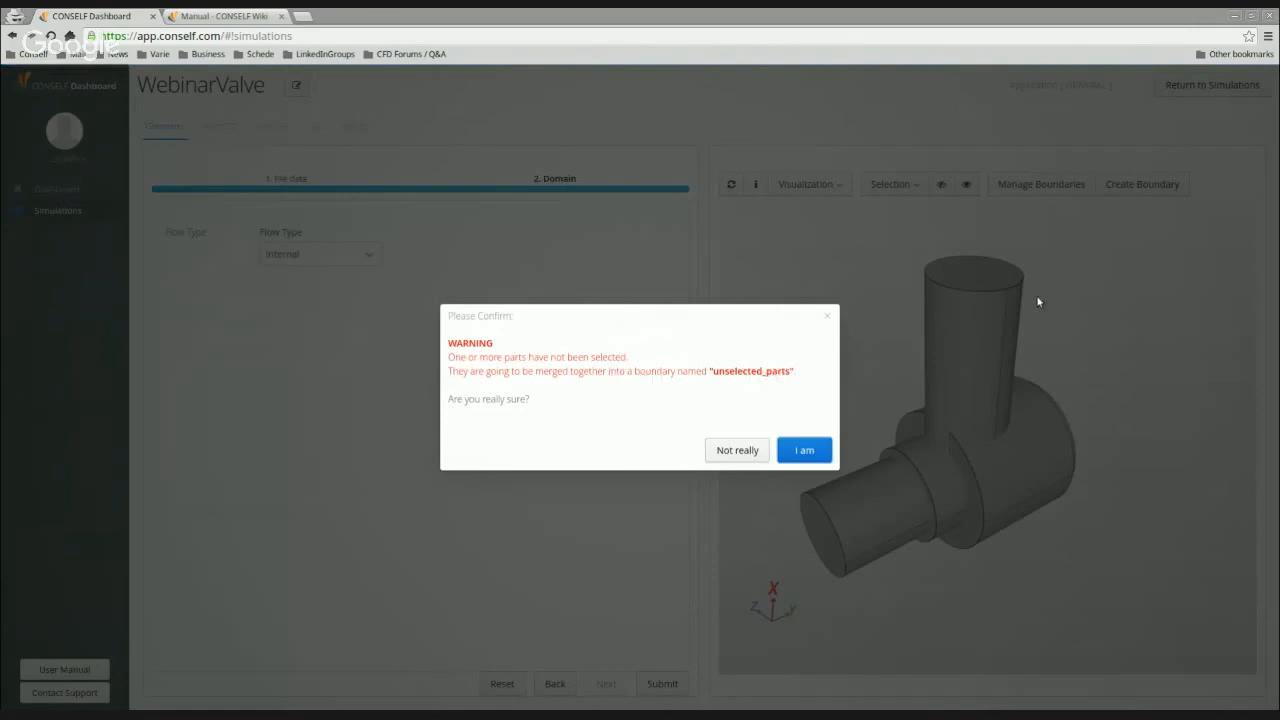 CONSELF Dashboard
Manual - CONSELF Wiki
https://app.conself.com/#!simulations
Google
Conself
News
Varie
Business
Schede
LinkedInGroups
CFD Forums / Q&A
Other bookmarks
CONSELF Dashboard
WebinarValve
Return to Simulations
Dashboard
Simulations
1. File data
2. Domain
Flow Type
Flow Type
Internal
i
Visualization
Selection
Manage Boundaries
Create Boundary
Please Confirm:
WARNING
One or more parts have not been selected.
They are going to be merged together into a boundary named "unselected_parts".
Are you really sure?
Not really
I am
X
Z
Y
User Manual
Contact Support
Reset
Back
Next
Submit